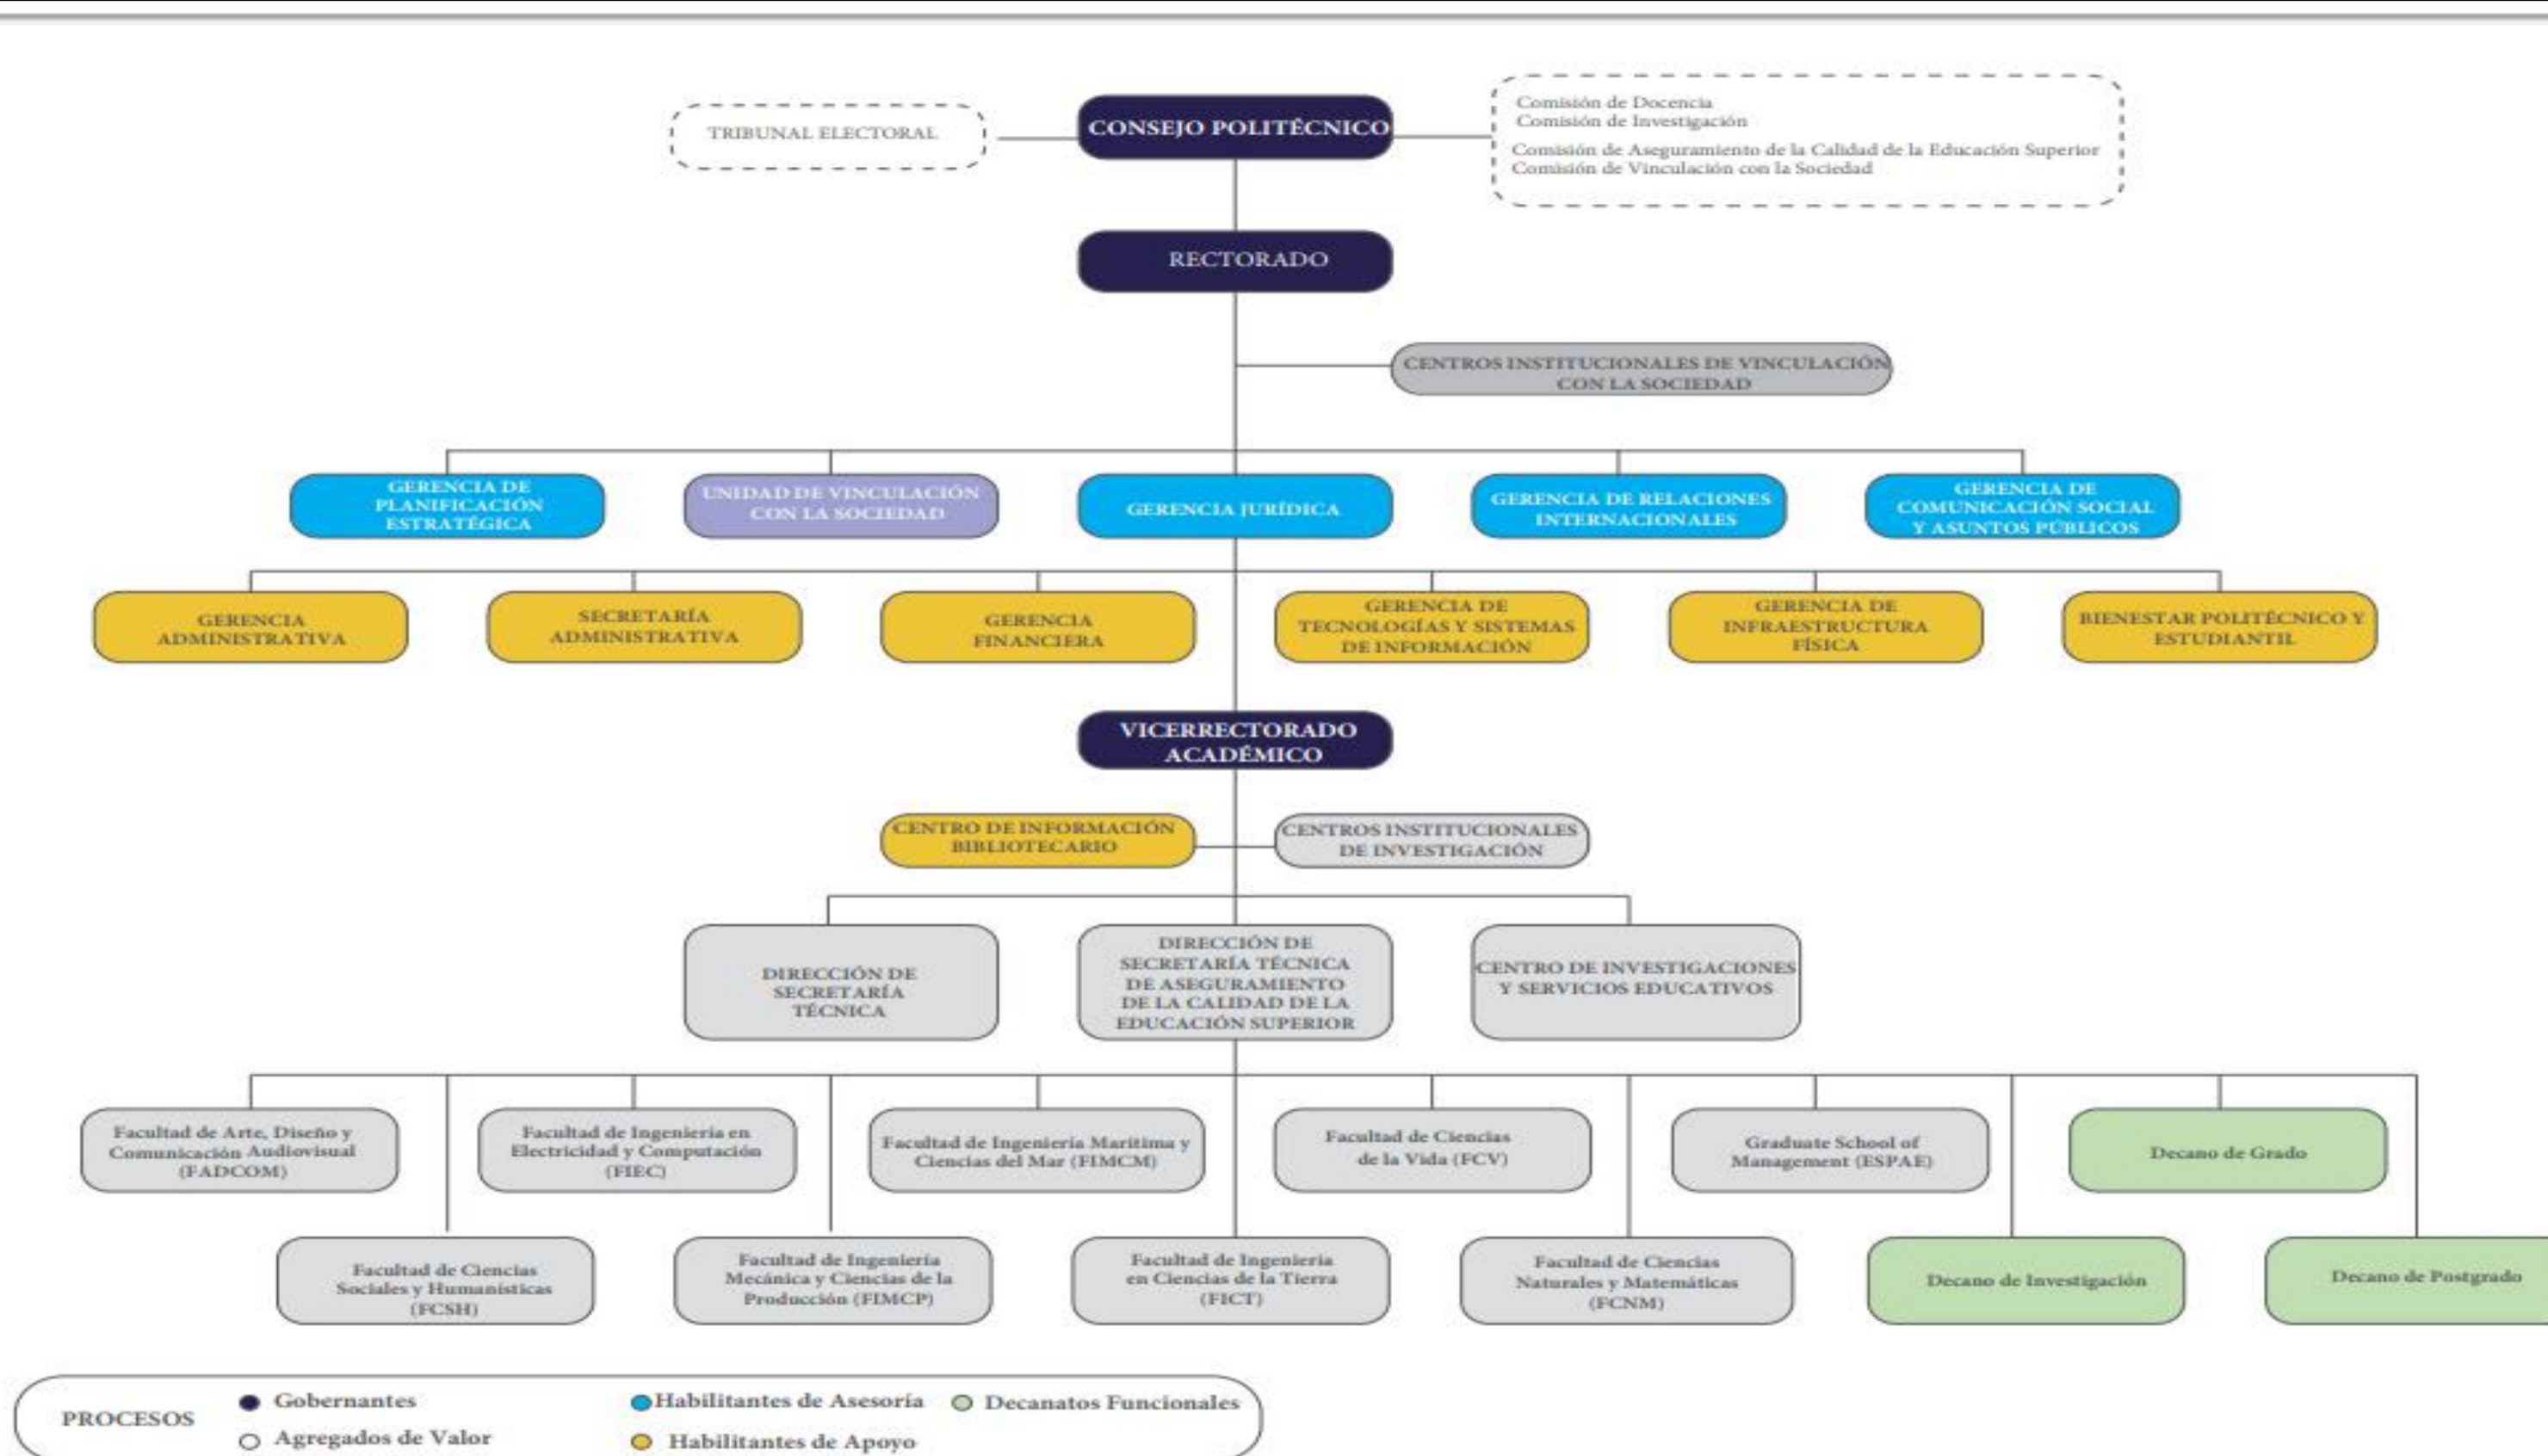 TRIBUNAL ELECTORAL
CONSEJO POLITÉCNICO
Comisión de Docencia
Comisión de Investigación
Comisión de Aseguramiento de la Calidad de la Educación Superior
Comisión de Vinculación con la Sociedad
RECTORADO
CENTROS INSTITUCIONALES DE VINCULACIÓN
CON LA SOCIEDAD
GERENCIA DE
PLANIFICACIÓN
ESTRATÉGICA
UNIDAD DE VINCULACIÓN
CON LA SOCIEDAD
GERENCIA JURÍDICA
GERENCIA DE RELACIONES
INTERNACIONALES
GERENCIA DE
COMUNICACIÓN SOCIAL
Y ASUNTOS PÚBLICOS
GERENCIA
ADMINISTRATIVA
SECRETARÍA
ADMINISTRATIVA
GERENCIA
FINANCIERA
GERENCIA DE
TECNOLOGÍAS Y SISTEMAS
DE INFORMACIÓN
GERENCIA DE
INFRAESTRUCTURA
FÍSICA
BIENESTAR POLITÉCNICO Y
ESTUDIANTIL
VICERRECTORADO
ACADÉMICO
CENTRO DE INFORMACIÓN
BIBLIOTECARIO
CENTROS INSTITUCIONALES
DE INVESTIGACIÓN
DIRECCIÓN DE
SECRETARÍA
TÉCNICA
DIRECCIÓN DE
SECRETARÍA TÉCNICA
DE ASEGURAMIENTO
DE LA CALIDAD DE LA
EDUCACIÓN SUPERIOR
CENTRO DE INVESTIGACIONES
Y SERVICIOS EDUCATIVOS
Facultad de Arte, Diseño y
Comunicación Audiovisual
(FADCOM)
Facultad de Ingeniería en
Electricidad y Computación
(FIEC)
Facultad de Ingeniería Marítima y
Ciencias del Mar (FIMCM)
Facultad de Ciencias
de la Vida (FCV)
Graduate School of
Management (ESPAE)
Decano de Grado
Facultad de Ciencias
Sociales y Humanísticas
(FCSH)
Facultad de Ingeniería
Mecánica y Ciencias de la
Producción (FIMCP)
Facultad de Ingeniería
en Ciencias de la Tierra
(FICT)
Facultad de Ciencias
Naturales y Matemáticas
(FCNM)
Decano de Investigación
Decano de Postgrado
PROCESOS
Gobernantes
Habilitantes de Asesoría
Decanatos Funcionales
Agregados de Valor
Habilitantes de Apoyo